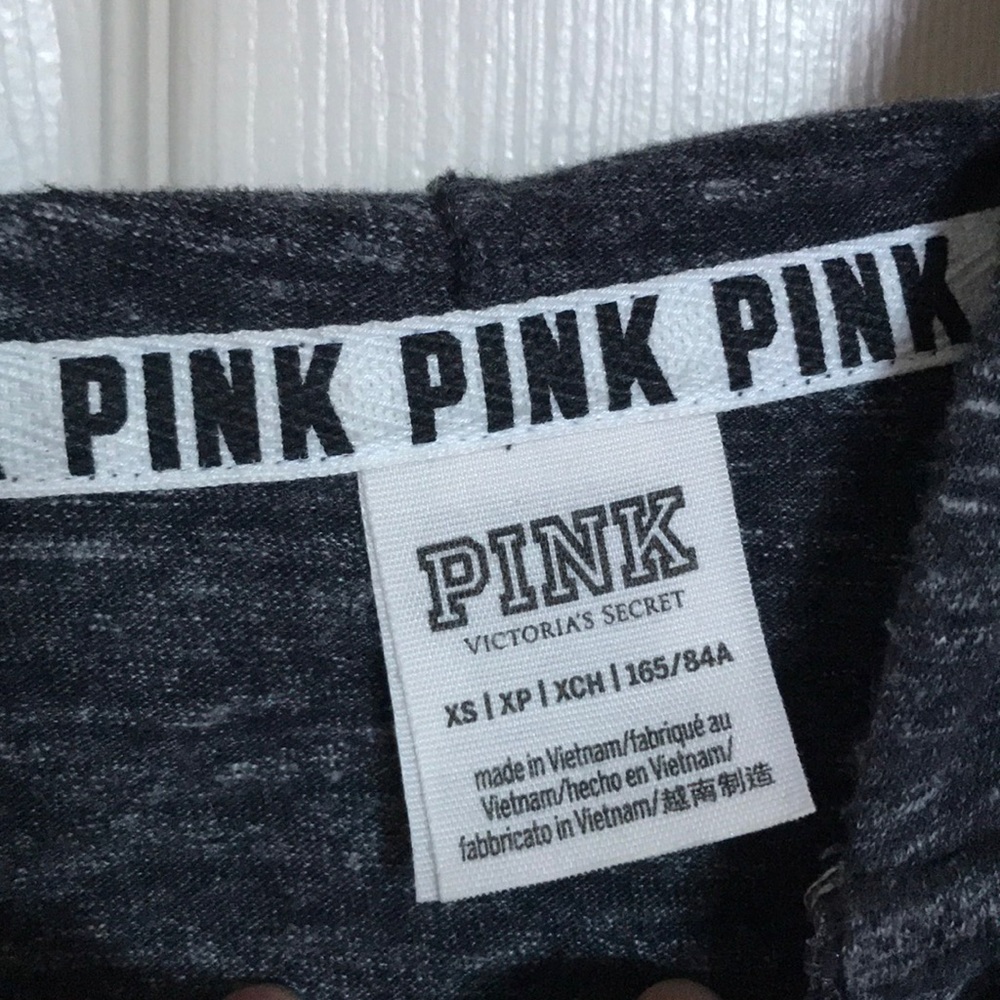 PINK PINK PINK
PINK
VICTORIA'S SECRET
XS | XP | XCH | 165/84A
made in Vietnam/fabriqué au
Vietnam/hecho en Vietnam/
fabbricato in Vietnam/越南制造